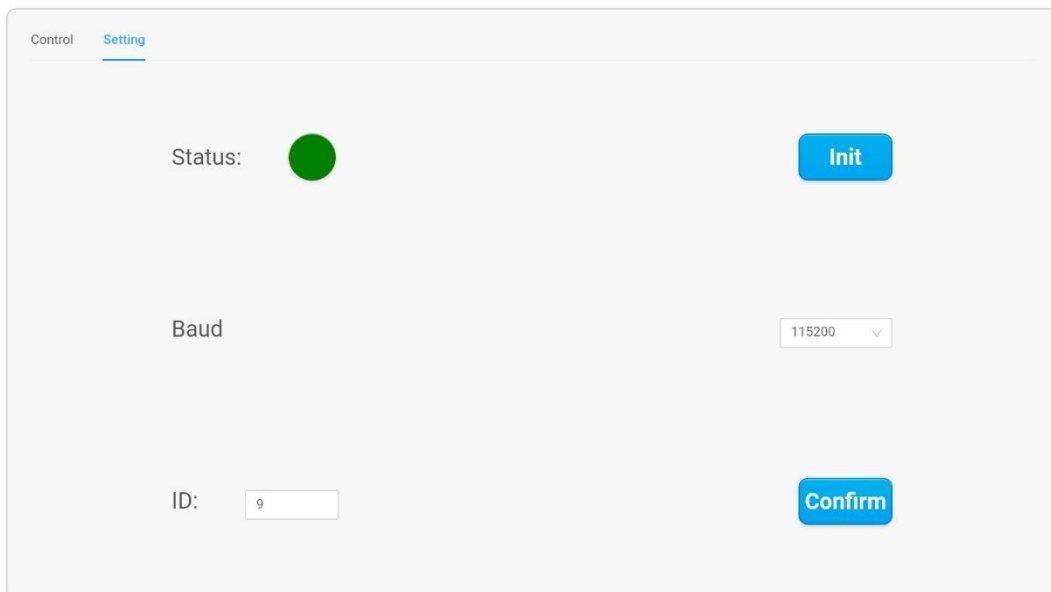 Control Setting
Status: Init
Baud 115200
ID: 9 Confirm